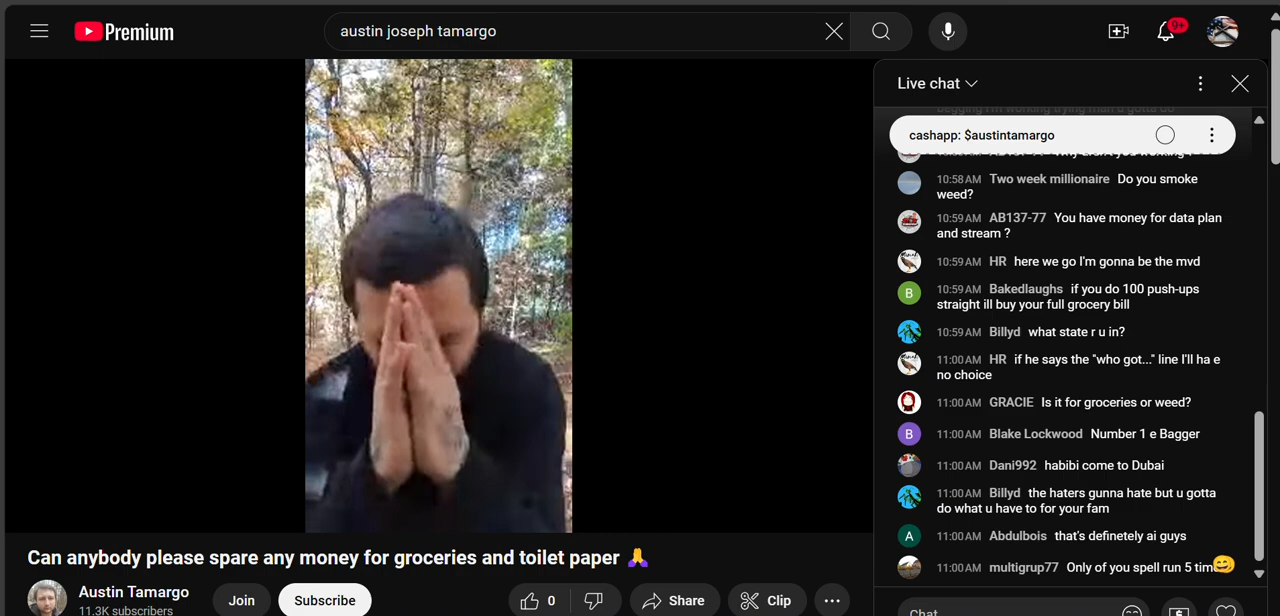 Premium
austin joseph tamargo
9+
Live chat
begging I'm working trying man u gotta do
cashapp: $austintamargo
10:58 AM Two week millionaire Do you smoke
weed?
10:59 AM AB137-77 You have money for data plan
and stream ?
10:59 AM HR here we go I'm gonna be the mvd
B
10:59 AM Bakedlaughs if you do 100 push-ups
straight ill buy your full grocery bill
10:59 AM Billyd what state r u in?
11:00 AM HR if he says the "who got..." line I'll ha e
no choice
11:00 AM GRACIE Is it for groceries or weed?
B
11:00 AM Blake Lockwood Number 1 e Bagger
11:00 AM Dani992 habibi come to Dubai
11:00 AM Billyd the haters gunna hate but u gotta
do what u have to for your fam
A
11:00 AM Abdulbois that's definetely ai guys
11:00 AM multigrup77 Only of you spell run 5 tim
Chat
Can anybody please spare any money for groceries and toilet paper 🙏
Austin Tamargo
11.3K subscribers
Join
Subscribe
0
Share
Clip